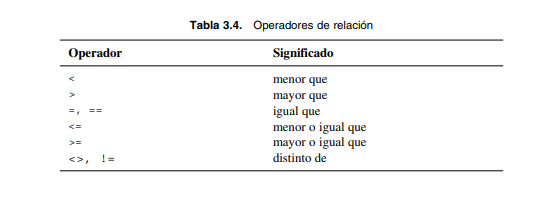 Tabla 3.4. Operadores de relación
Operador Significado
< menor que
> mayor que
=, == igual que
<= menor o igual que
>= mayor o igual que
<>, != distinto de